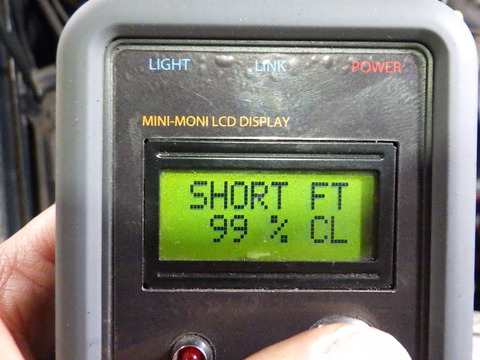 LIGHT LINK POWER
MINI-MONI LCD DISPLAY
SHORT FT
99 % CL